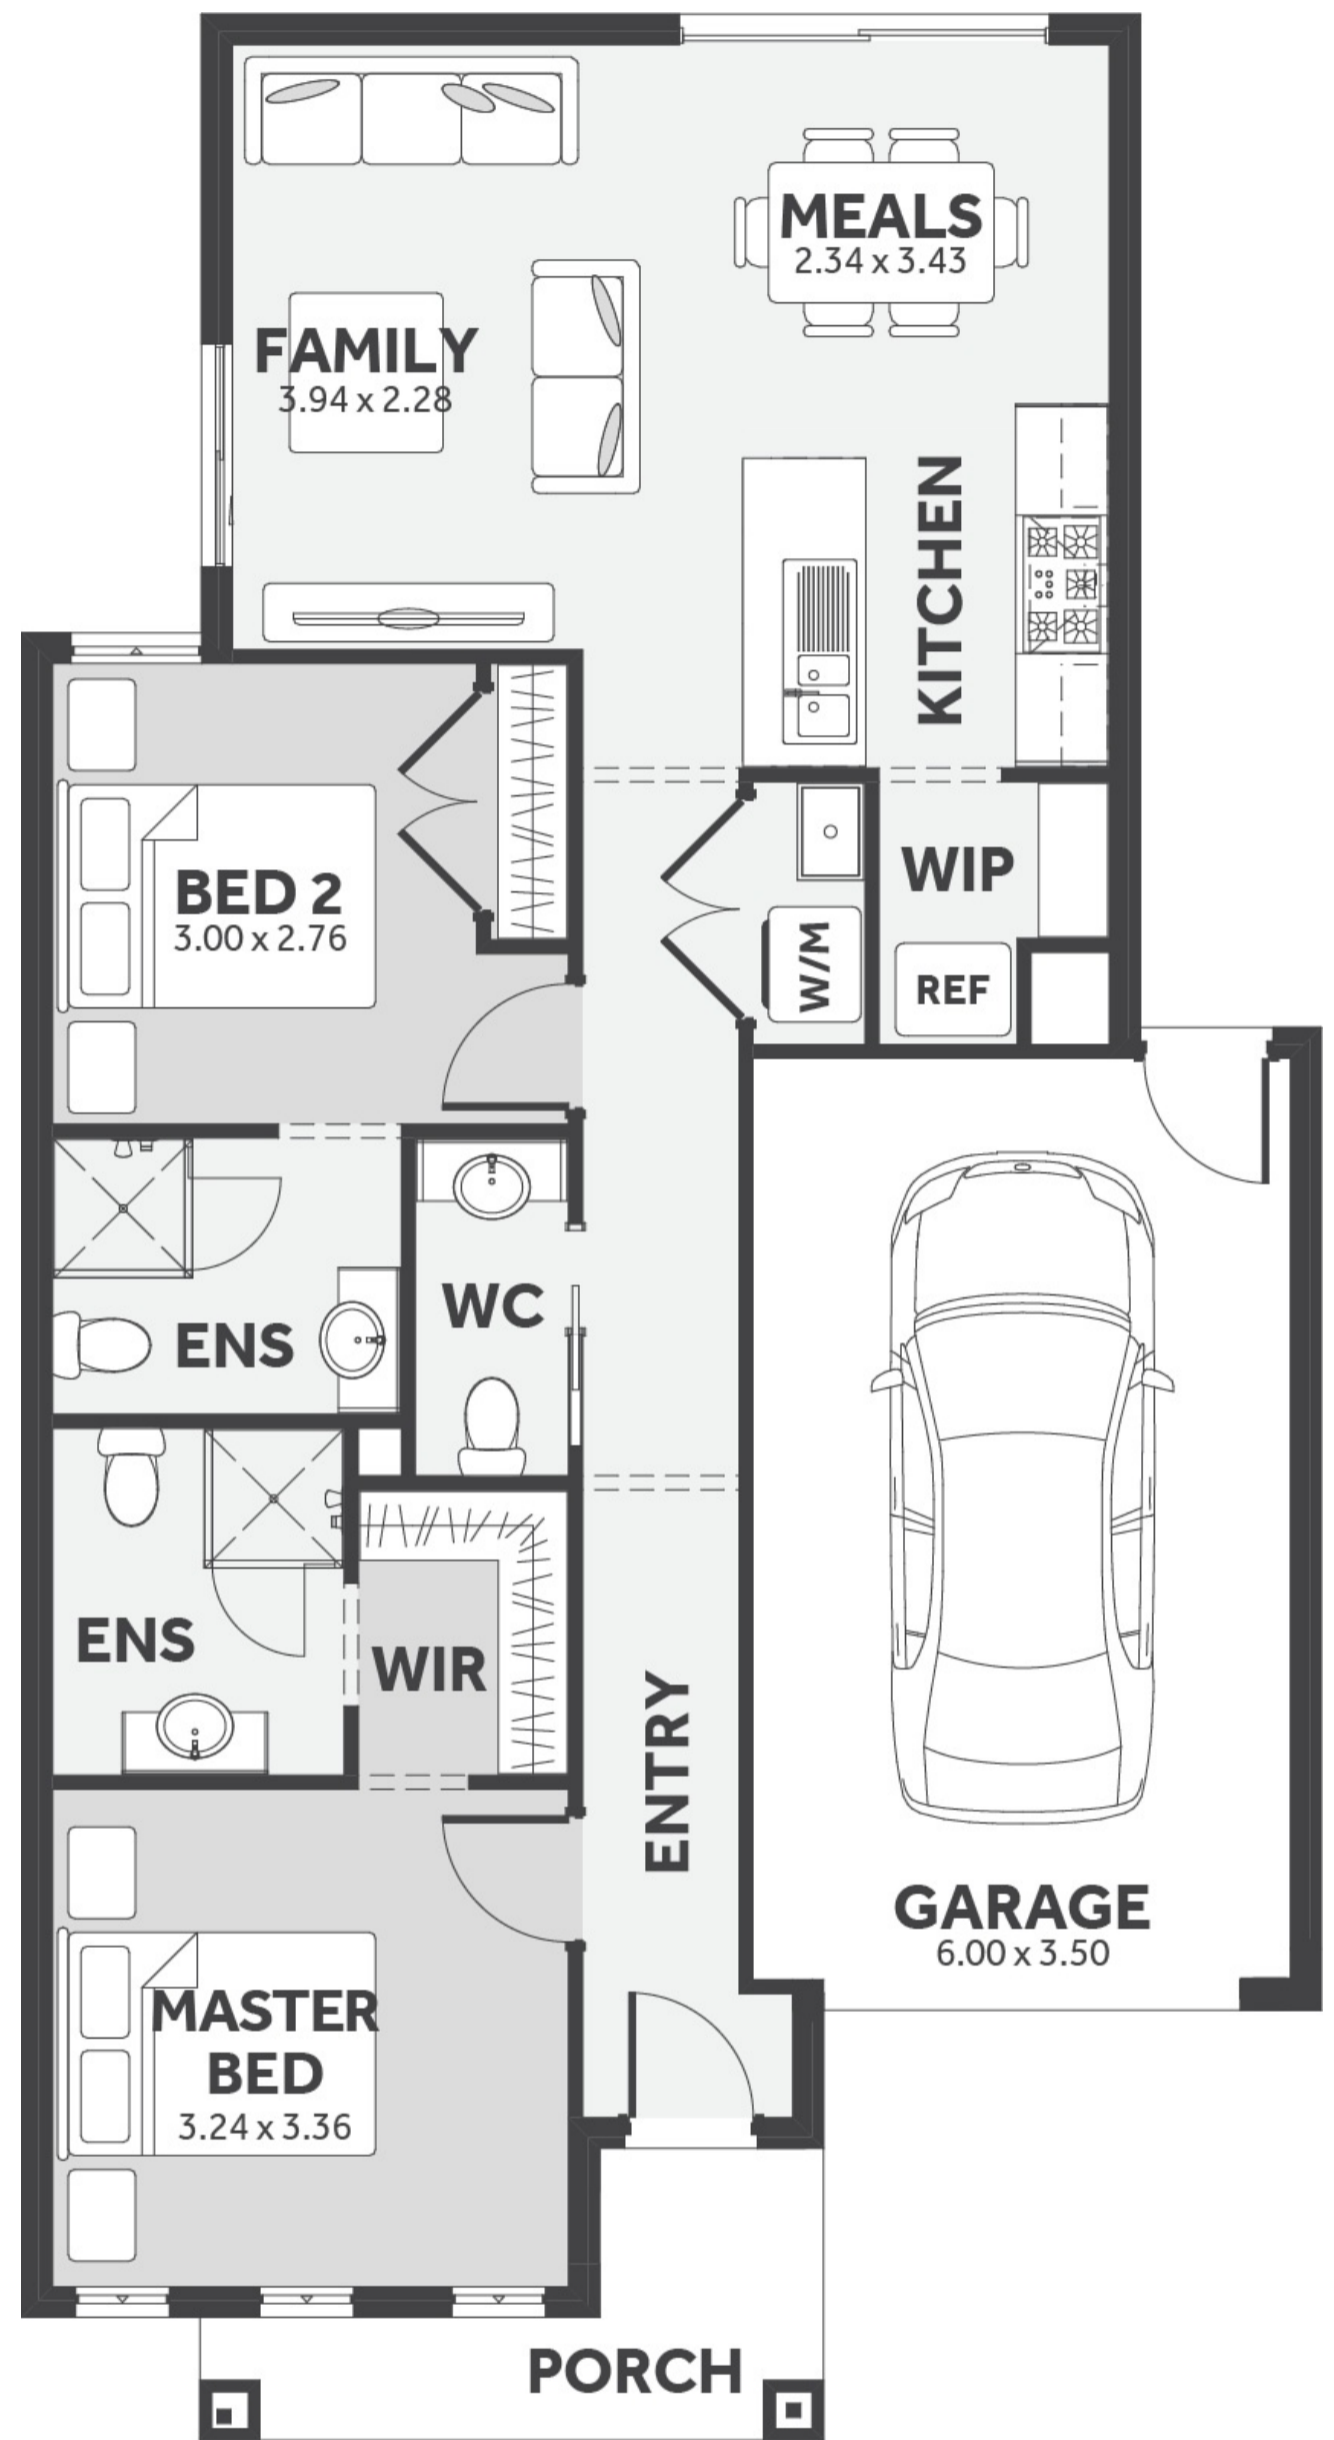 MEALS
2.34 x 3.43
FAMILY
3.94 x 2.28
KITCHEN
BED 2
3.00 x 2.76
WIP
W/M
REF
WC
ENS
ENS
WIR
ENTRY
GARAGE
6.00 x 3.50
MASTER
BED
3.24 x 3.36
PORCH